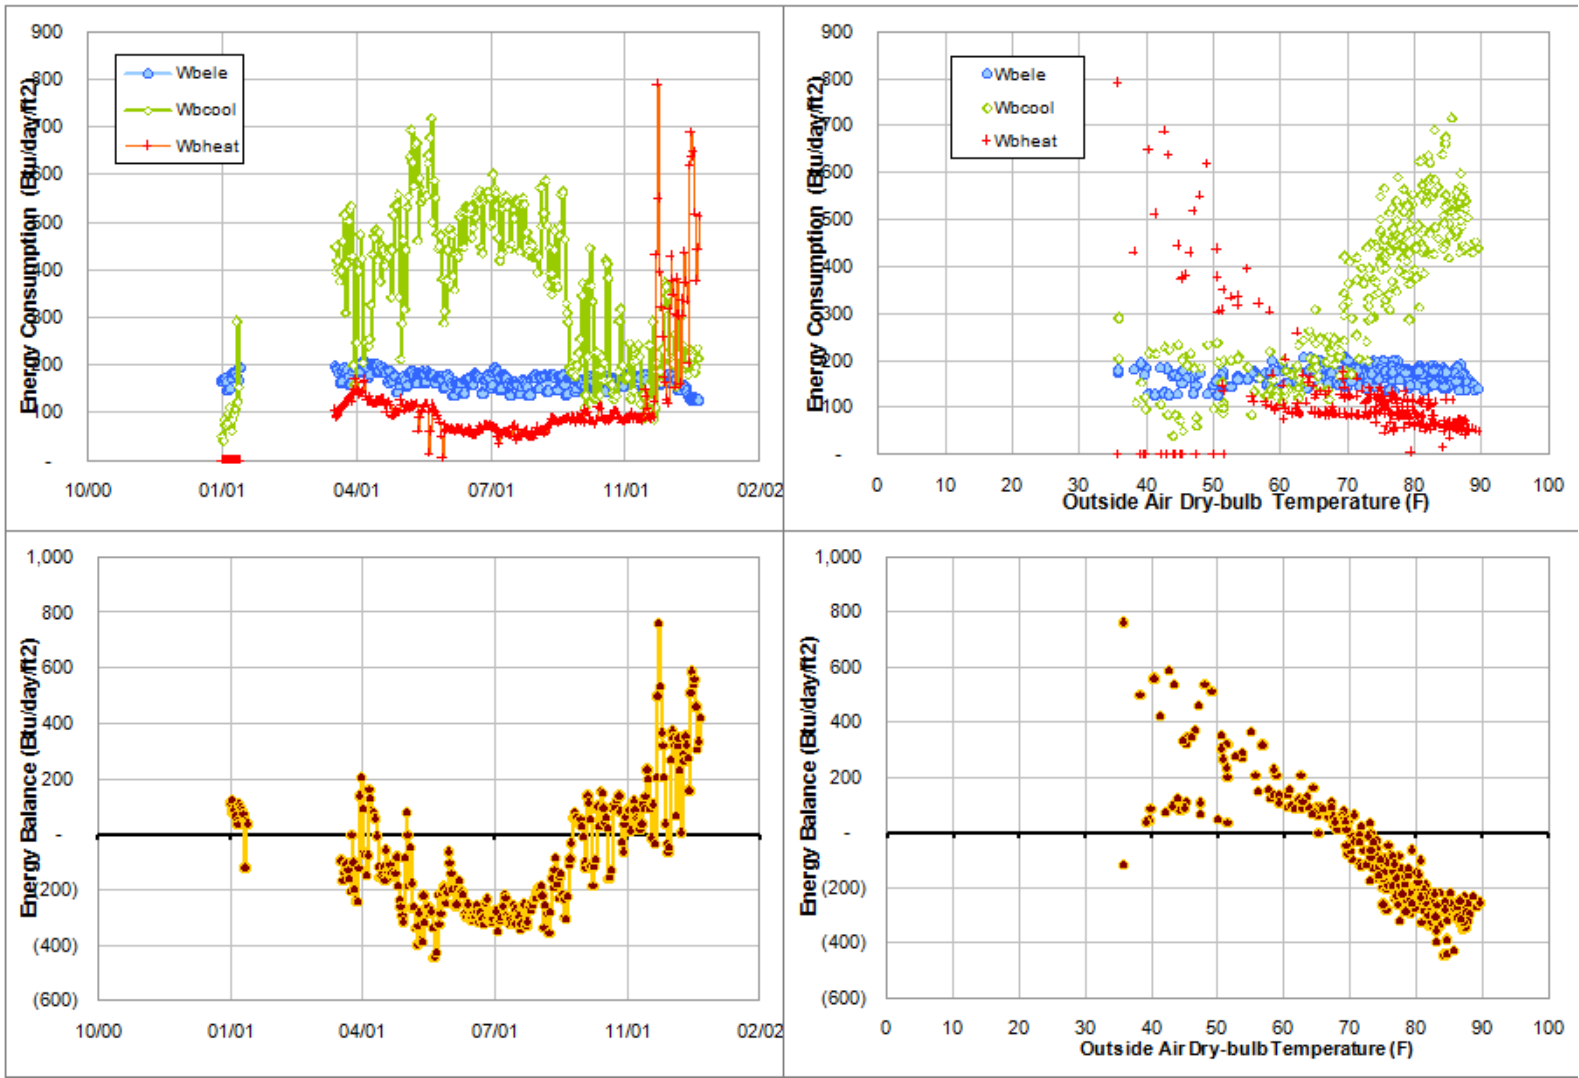 900
800
700
600
500
400
300
200
100
-
Energy Consumption (Btu/day/ft2)
Wbele
Wbcool
Wbheat
10/00 01/01 04/01 07/01 11/01 02/02
900
800
700
600
500
400
300
200
100
-
Energy Consumption (Btu/day/ft2)
Wbele
Wbcool
Wbheat
0 10 20 30 40 50 60 70 80 90 100
Outside Air Dry-bulb Temperature (F)
1,000
800
600
400
200
-
(200)
(400)
(600)
Energy Balance (Btu/day/ft2)
10/00 01/01 04/01 07/01 11/01 02/02
1,000
800
600
400
200
-
(200)
(400)
(600)
Energy Balance (Btu/day/ft2)
0 10 20 30 40 50 60 70 80 90 100
Outside Air Dry-bulb Temperature (F)